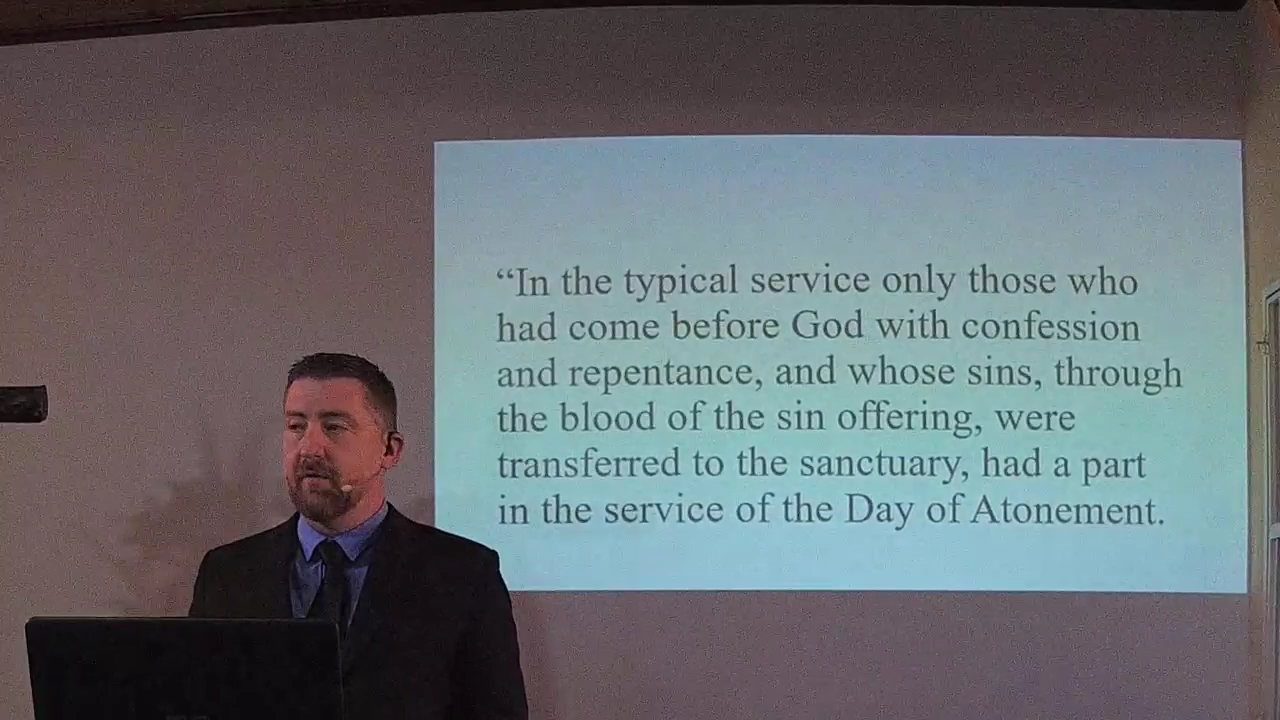 “In the typical service only those who
had come before God with confession
and repentance, and whose sins, through
the blood of the sin offering, were
transferred to the sanctuary, had a part
in the service of the Day of Atonement.